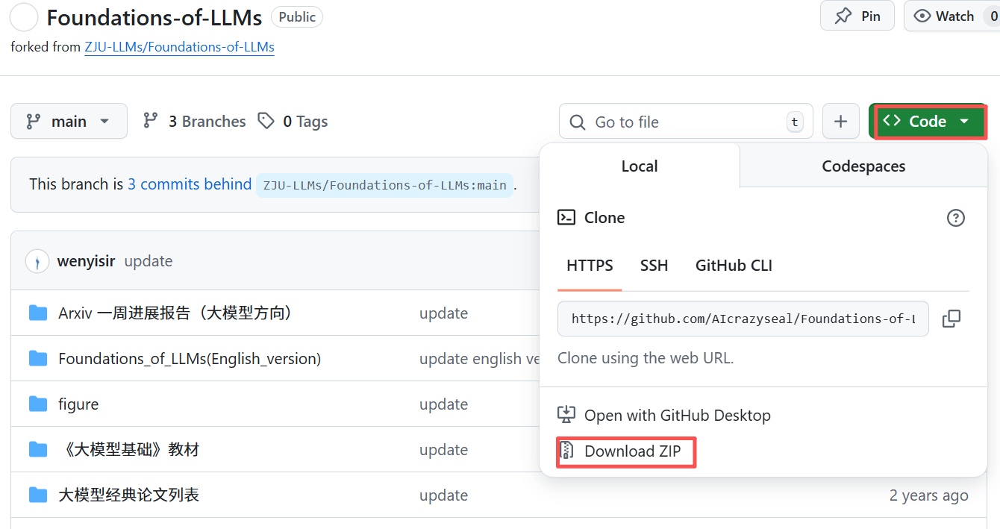 Foundations-of-LLMs Public Pin Watch 0
forked from ZJU-LLMs/Foundations-of-LLMs
main 3 Branches 0 Tags Go to file t Code
Local Codespaces
This branch is 3 commits behind ZJU-LLMs/Foundations-of-LLMs:main .
Clone
wenyisir update
HTTPS SSH GitHub CLI
Arxiv 一周进展报告（大模型方向） update
https://github.com/AIcrazyseal/Foundations-of-L
Foundations_of_LLMs(English_version) update english ve
Clone using the web URL.
figure update
Open with GitHub Desktop
《大模型基础》教材 update
Download ZIP
大模型经典论文列表 update 2 years ago